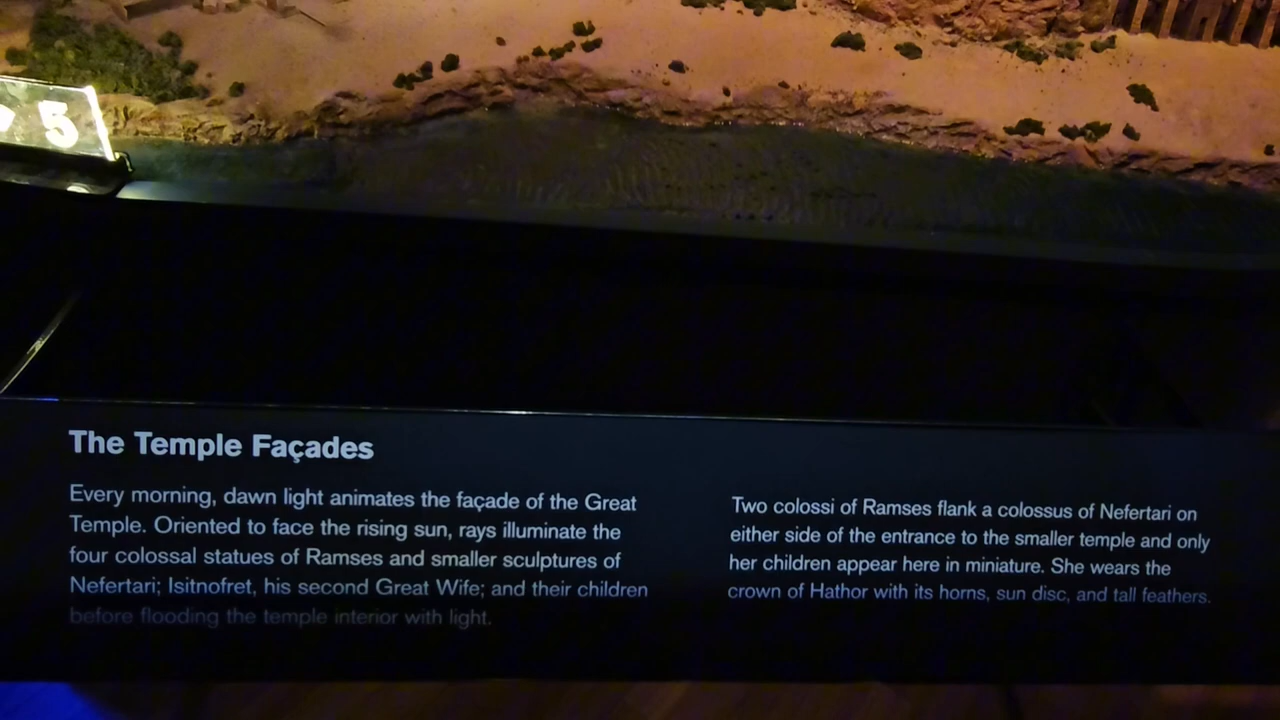 5
The Temple Façades
Every morning, dawn light animates the façade of the Great
Temple. Oriented to face the rising sun, rays illuminate the
four colossal statues of Ramses and smaller sculptures of
Nefertari; Isitnofret, his second Great Wife; and their children
before flooding the temple interior with light.
Two colossi of Ramses flank a colossus of Nefertari on
either side of the entrance to the smaller temple and only
her children appear here in miniature. She wears the
crown of Hathor with its horns, sun disc, and tall feathers.